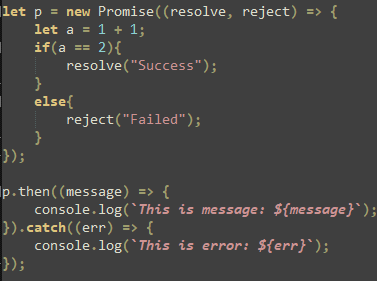 let p = new Promise((resolve, reject) => {
    let a = 1 + 1;
    if(a == 2){
        resolve("Success");
    }
    else{
        reject("Failed");
    }
});

p.then((message) => {
    console.log(`This is message: ${message}`);
}).catch((err) => {
    console.log(`This is error: ${err}`);
});